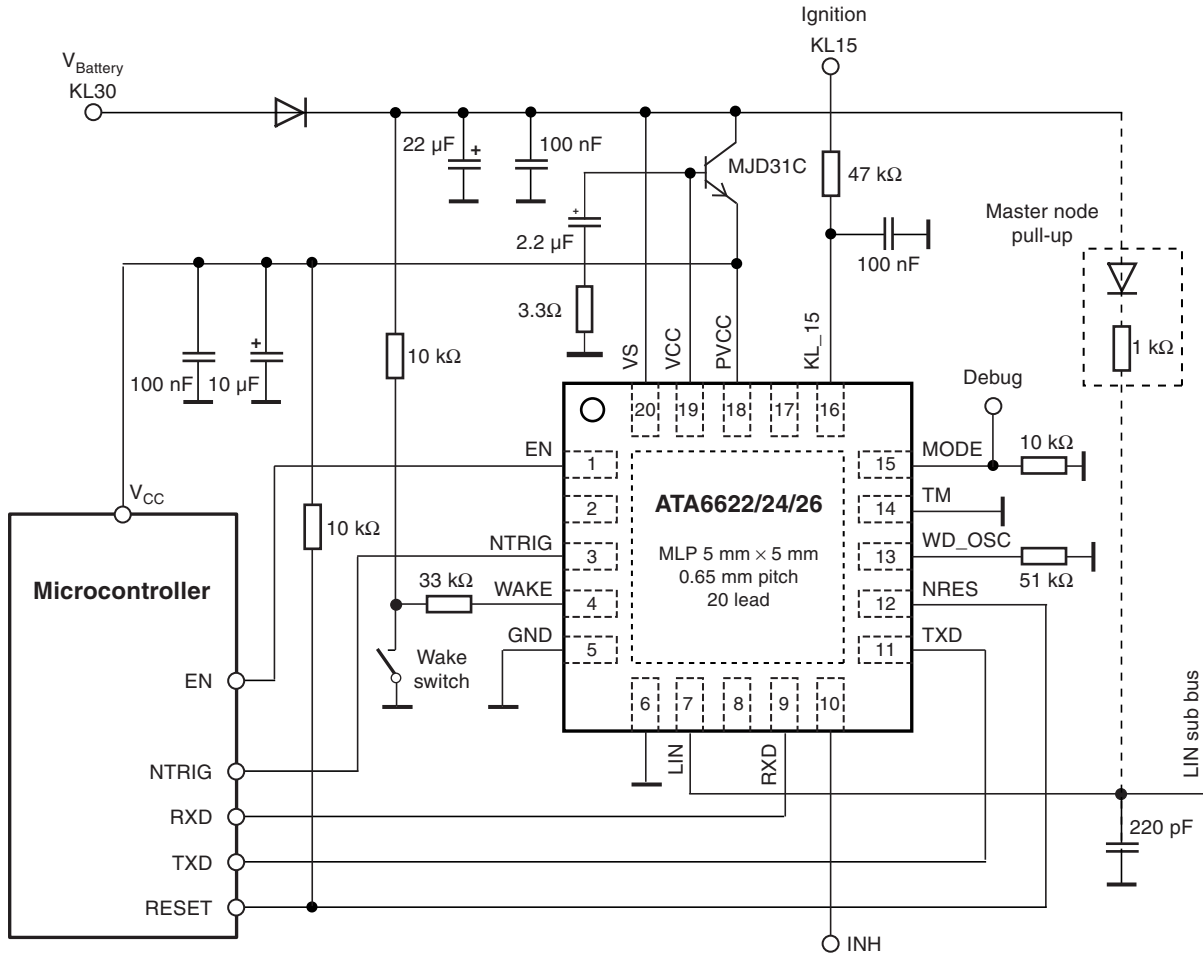 Ignition
KL15
V_Battery
KL30
22 µF
+
100 nF
MJD31C
47 kΩ
+
2.2 µF
100 nF
Master node
pull-up
3.3Ω
1 kΩ
100 nF
+
10 µF
10 kΩ
VS
VCC
PVCC
KL_15
Debug
20
19
18
17
16
EN
1
15
MODE
10 kΩ
V_CC
10 kΩ
2
ATA6622/24/26
14
TM
NTRIG
3
MLP 5 mm × 5 mm
0.65 mm pitch
20 lead
13
WD_OSC
51 kΩ
Microcontroller
33 kΩ
WAKE
4
12
NRES
GND
5
11
TXD
Wake
switch
EN
6
7
8
9
10
LIN
RXD
LIN sub bus
NTRIG
RXD
220 pF
TXD
RESET
INH